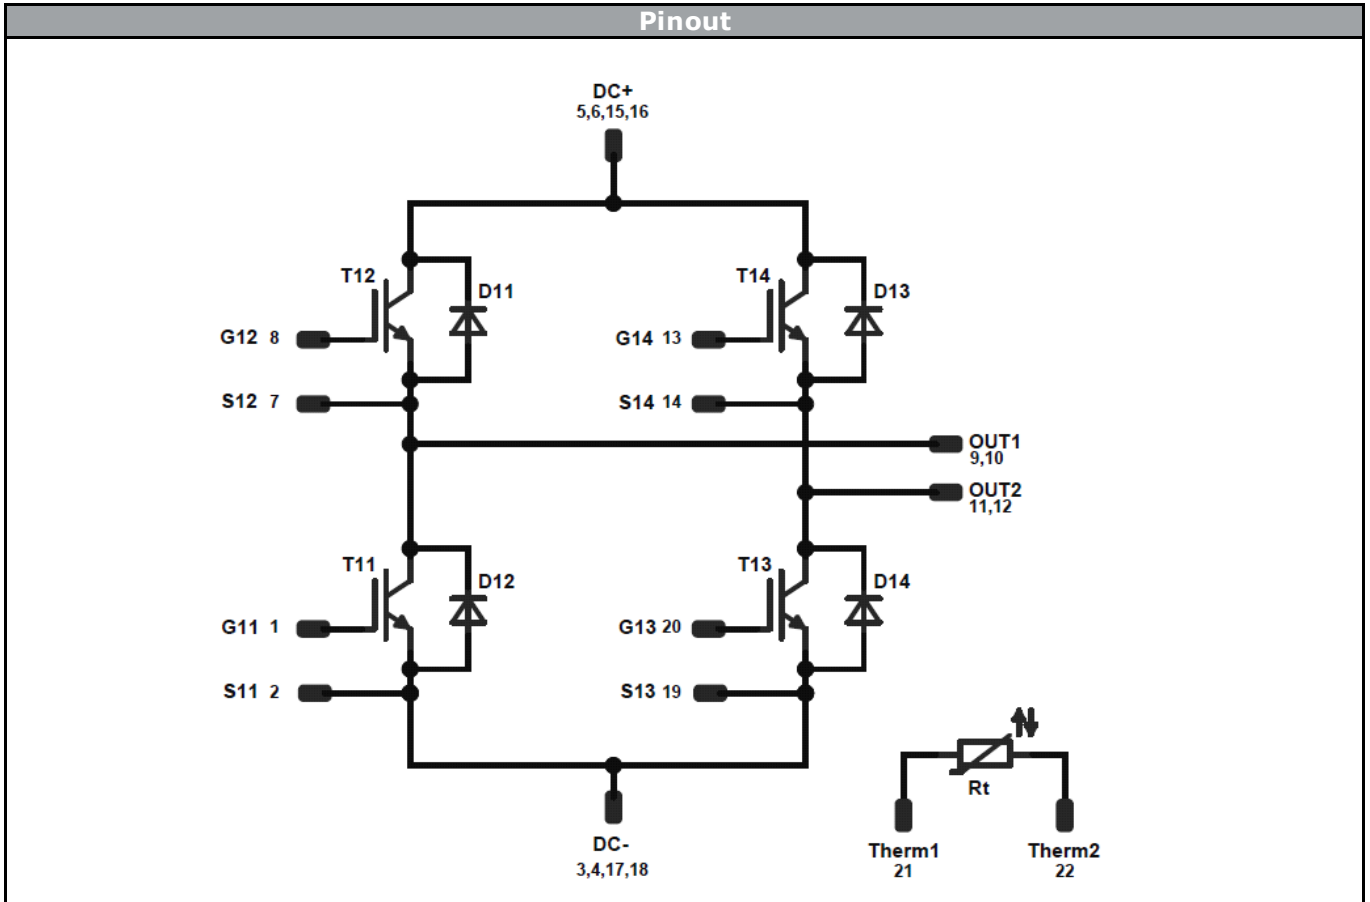 Pinout
DC+
5,6,15,16
T12
D11
T14
D13
G12 8
G14 13
S12 7
S14 14
OUT1
9,10
OUT2
11,12
T11
D12
T13
D14
G11 1
G13 20
S11 2
S13 19
Rt
DC-
3,4,17,18
Therm1
21
Therm2
22